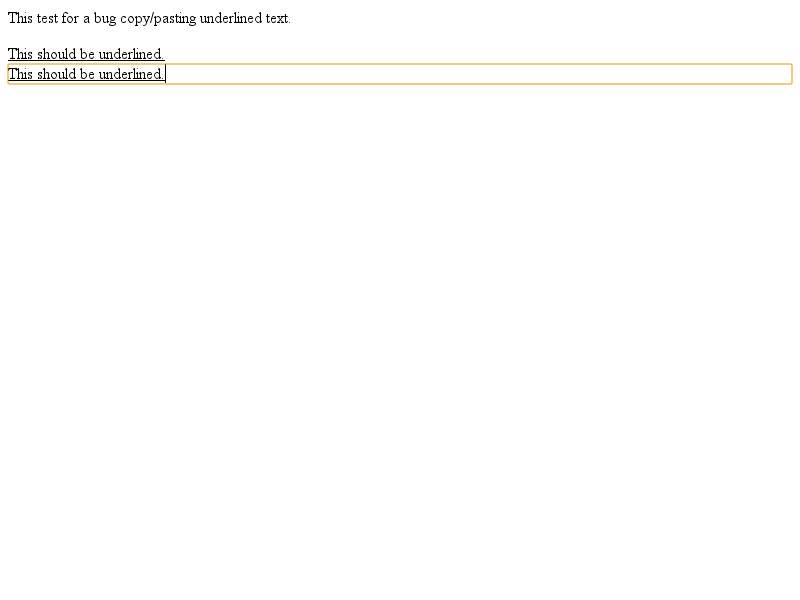 This test for a bug copy/pasting underlined text.
This should be underlined.
This should be underlined.